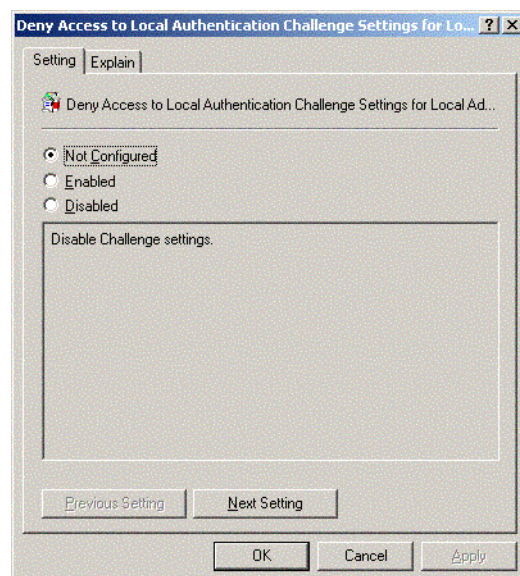 Deny Access to Local Authentication Challenge Settings for Lo...
Setting
Explain
Deny Access to Local Authentication Challenge Settings for Local Ad...
Not Configured
Enabled
Disabled
Disable Challenge settings.
Previous Setting
Next Setting
OK
Cancel
Apply